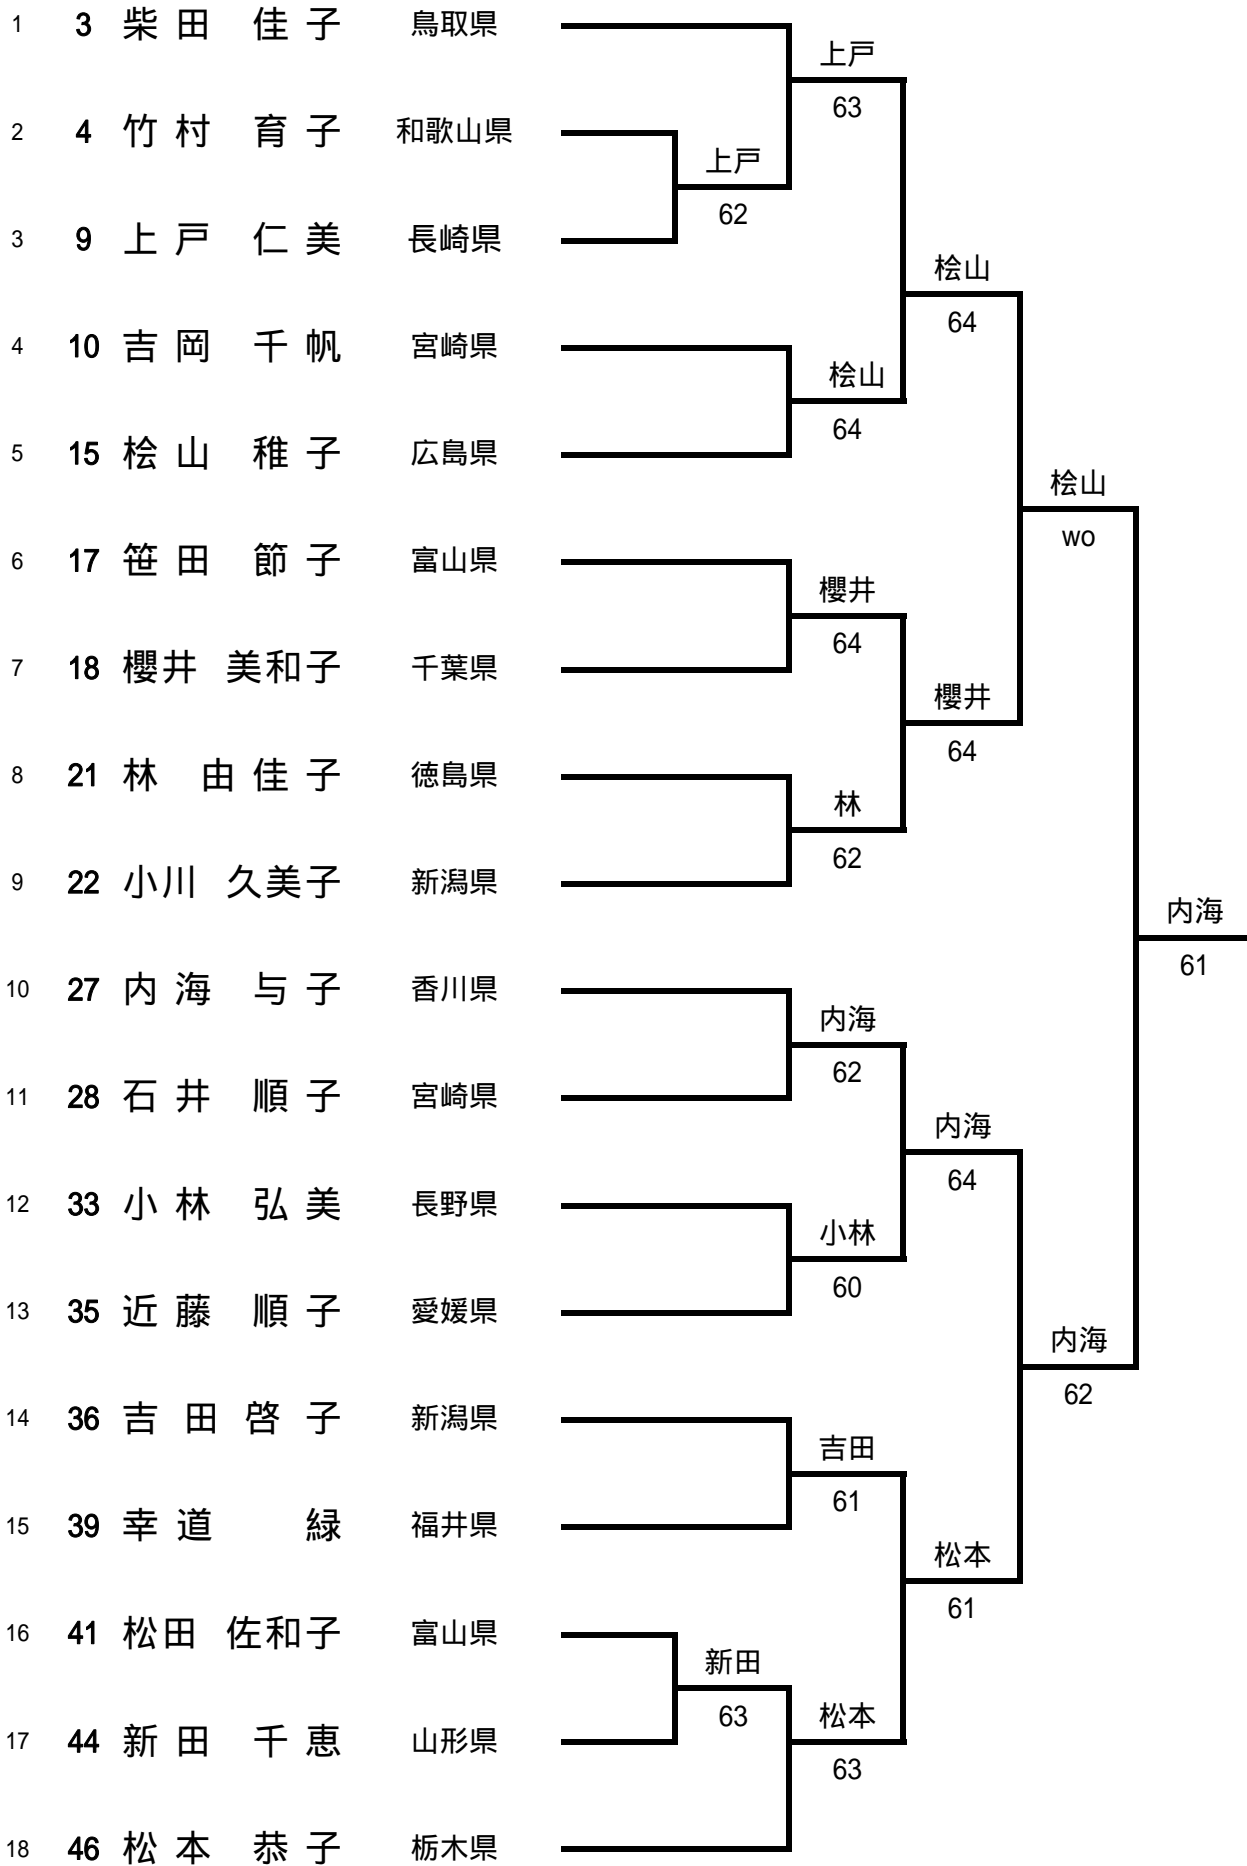 1 3 柴田 佳子 鳥取県
上戸
63
2 4 竹村 育子 和歌山県
上戸
62
3 9 上戸 仁美 長崎県
桧山
64
4 10 吉岡 千帆 宮崎県
桧山
64
5 15 桧山 稚子 広島県
桧山
wo
6 17 笹田 節子 富山県
櫻井
64
7 18 櫻井 美和子 千葉県
櫻井
64
8 21 林 由佳子 徳島県
林
62
9 22 小川 久美子 新潟県
内海
61
10 27 内海 与子 香川県
内海
62
11 28 石井 順子 宮崎県
内海
64
12 33 小林 弘美 長野県
小林
60
13 35 近藤 順子 愛媛県
内海
62
14 36 吉田 啓子 新潟県
吉田
61
15 39 幸道 緑 福井県
松本
61
16 41 松田 佐和子 富山県
新田
63
17 44 新田 千恵 山形県
松本
63
18 46 松本 恭子 栃木県